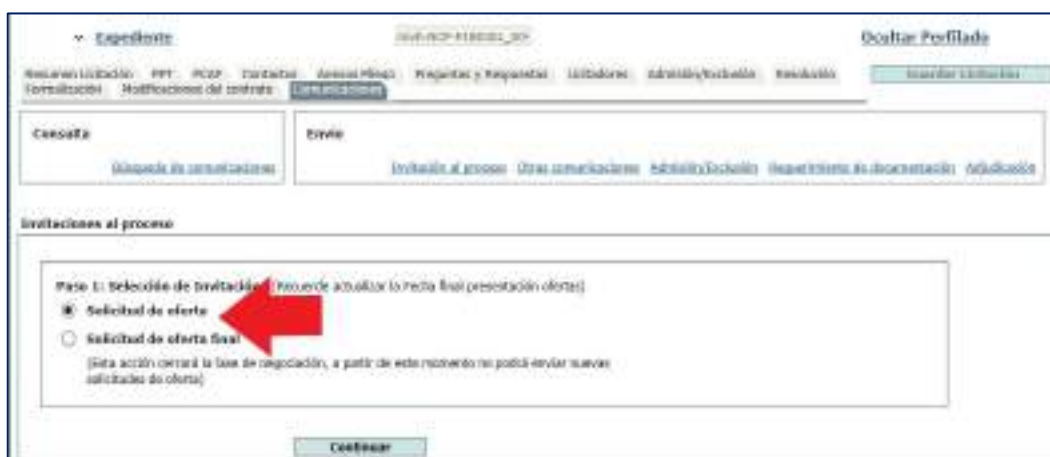 Expediente
Ocultar Perfilado
Resumen Licitación PPT PCAP Contactos Anexos Pliego Preguntas y Respuestas Licitadores Admisión/Exclusión Resolución Guardar Licitación
Formalización Modificaciones del contrato Comunicaciones
Consulta
Envío
Búsqueda de comunicaciones
Invitación al proceso Otras comunicaciones Admisión/Exclusión Requerimiento de documentación Adjudicación
Invitaciones al proceso
Paso 1: Selección de Invitación (Recuerde actualizar la Fecha final presentación ofertas)
Solicitud de oferta
Solicitud de oferta final
(Esta acción cerrará la fase de negociación, a partir de este momento no podrá enviar nuevas
solicitudes de oferta)
Continuar